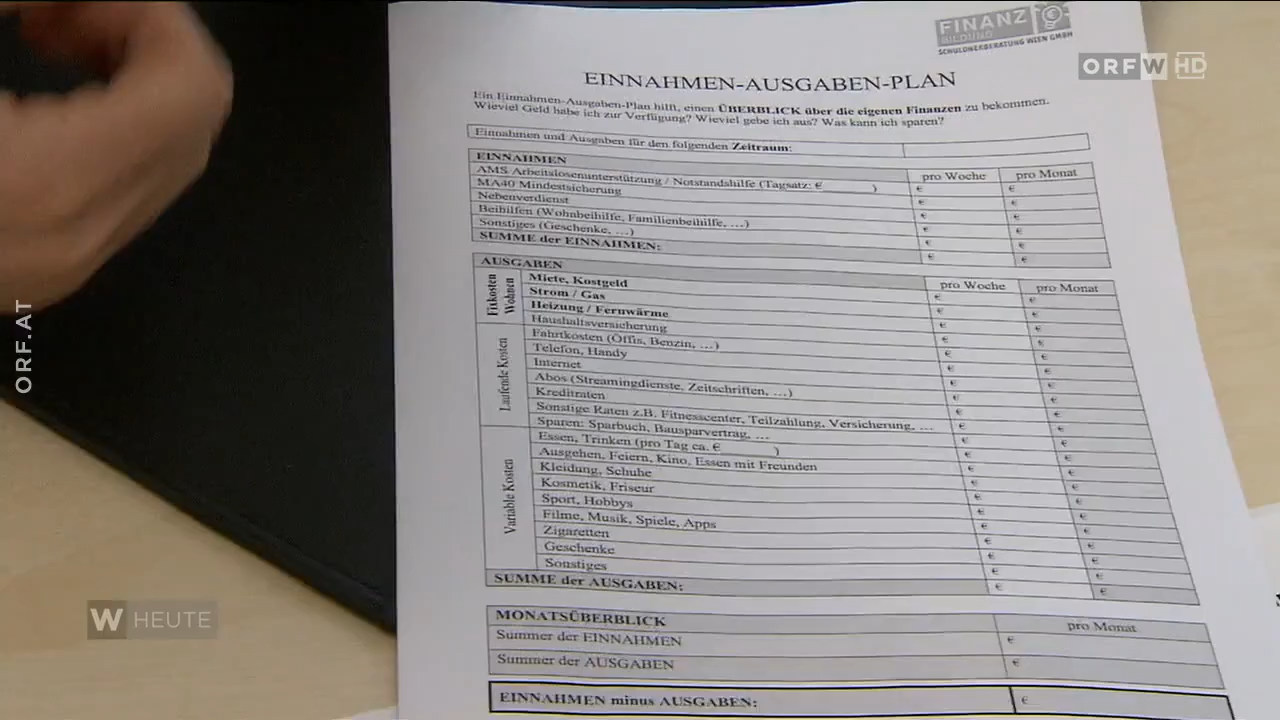 FINANZ
BILDUNG
SCHULDNERBERATUNG WIEN GMBH
ORF W HD
EINNAHMEN-AUSGABEN-PLAN
Ein Einnahmen-Ausgaben-Plan hilft, einen ÜBERBLICK über die eigenen Finanzen zu bekommen.
Wieviel Geld habe ich zur Verfügung? Wieviel gebe ich aus? Was kann ich sparen?
Einnahmen und Ausgaben für den folgenden Zeitraum:
EINNAHMEN pro Woche pro Monat
AMS Arbeitslosenunterstützung / Notstandshilfe (Tagsatz: €________) € €
MA40 Mindestsicherung € €
Nebenverdienst € €
Beihilfen (Wohnbeihilfe, Familienbeihilfe, ...) € €
Sonstiges (Geschenke, ...) € €
SUMME der EINNAHMEN: € €
AUSGABEN pro Woche pro Monat
Fixkosten Wohnen
Miete, Kostgeld € €
Strom / Gas € €
Heizung / Fernwärme € €
Haushaltsversicherung € €
Laufende Kosten
Fahrtkosten (Öffis, Benzin, ...) € €
Telefon, Handy € €
Internet € €
Abos (Streamingdienste, Zeitschriften, ...) € €
Kreditraten € €
Sonstige Raten z.B. Fitnesscenter, Teilzahlung, Versicherung, ... € €
Sparen: Sparbuch, Bausparvertrag, ... € €
Variable Kosten
Essen, Trinken (pro Tag ca. €________) € €
Ausgehen, Feiern, Kino, Essen mit Freunden € €
Kleidung, Schuhe € €
Kosmetik, Friseur € €
Sport, Hobbys € €
Filme, Musik, Spiele, Apps € €
Zigaretten € €
Geschenke € €
Sonstiges € €
SUMME der AUSGABEN: € €
MONATSÜBERBLICK pro Monat
Summer der EINNAHMEN €
Summer der AUSGABEN €
EINNAHMEN minus AUSGABEN: €
ORF.AT
W HEUTE